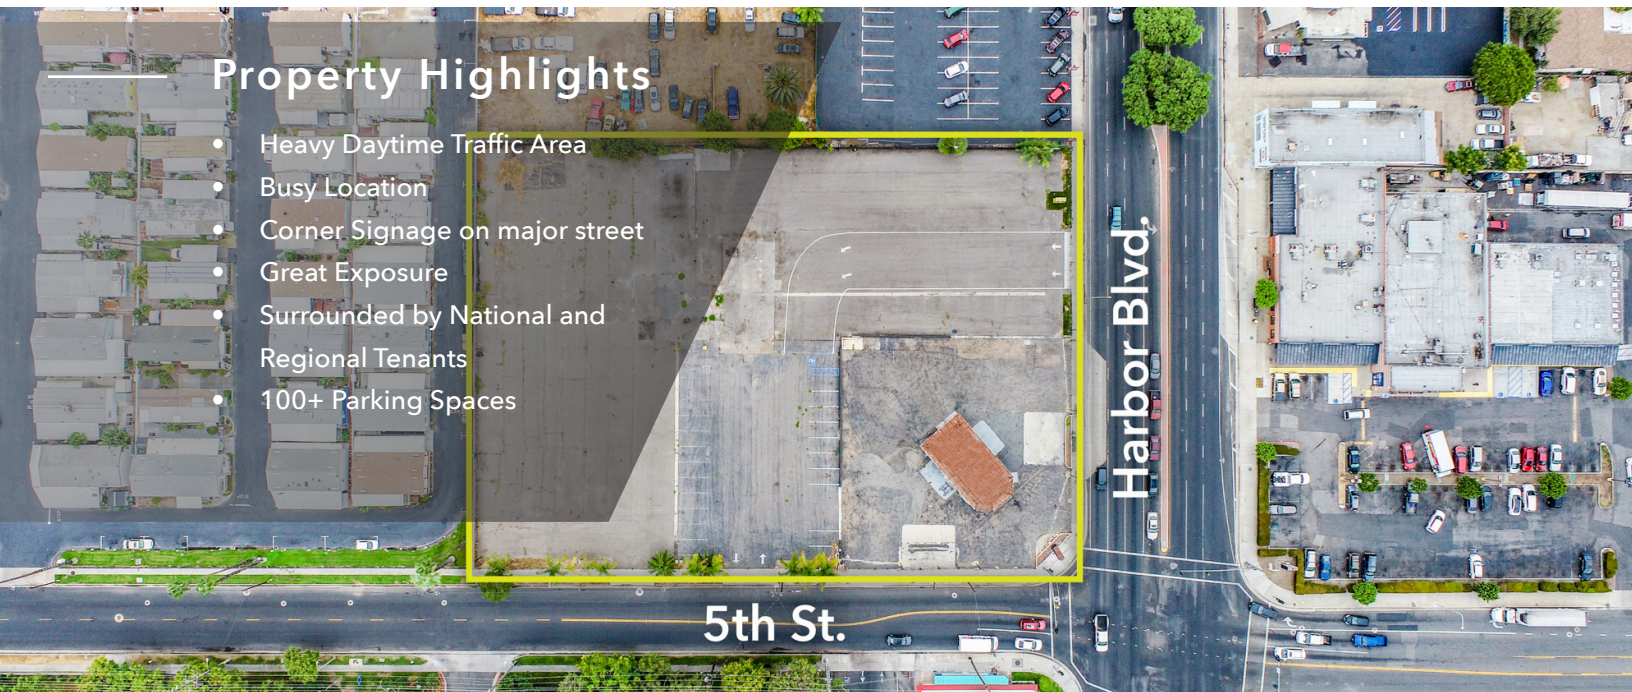 Property Highlights
• Heavy Daytime Traffic Area
• Busy Location
• Corner Signage on major street
• Great Exposure
• Surrounded by National and
Regional Tenants
• 100+ Parking Spaces
Harbor Blvd.
5th St.